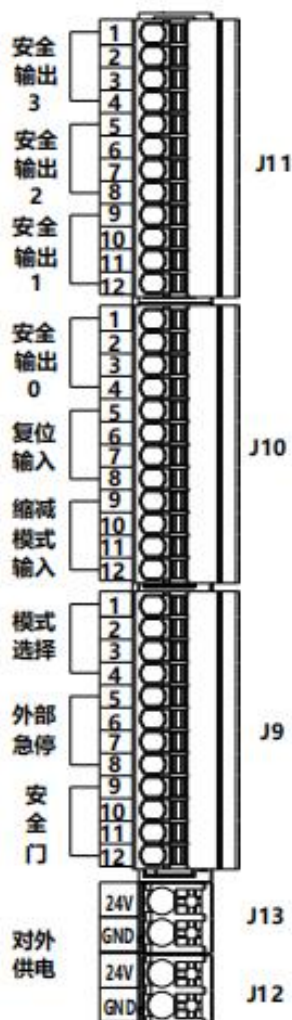 安全
输出
3
1
2
3
4
安全
输出
2
5
6
7
8
安全
输出
1
9
10
11
12
J11
安全
输出
0
1
2
3
4
复位
输入
5
6
7
8
缩减
模式
输入
9
10
11
12
J10
模式
选择
1
2
3
4
外部
急停
5
6
7
8
安
全
门
9
10
11
12
J9
对外
供电
24V
GND
J13
24V
GND
J12